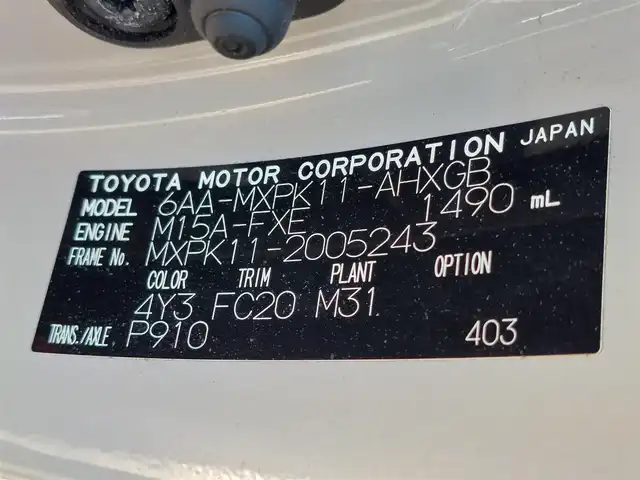 TOYOTA MOTOR CORPORATION JAPAN
MODEL 6AA-MXPK11-AHXGB
ENGINE M15A-FXE 1490 mL
FRAME No. MXPK11-2005243
COLOR TRIM PLANT OPTION
4Y3 FC20 M31
TRANS./AXLE P910 403